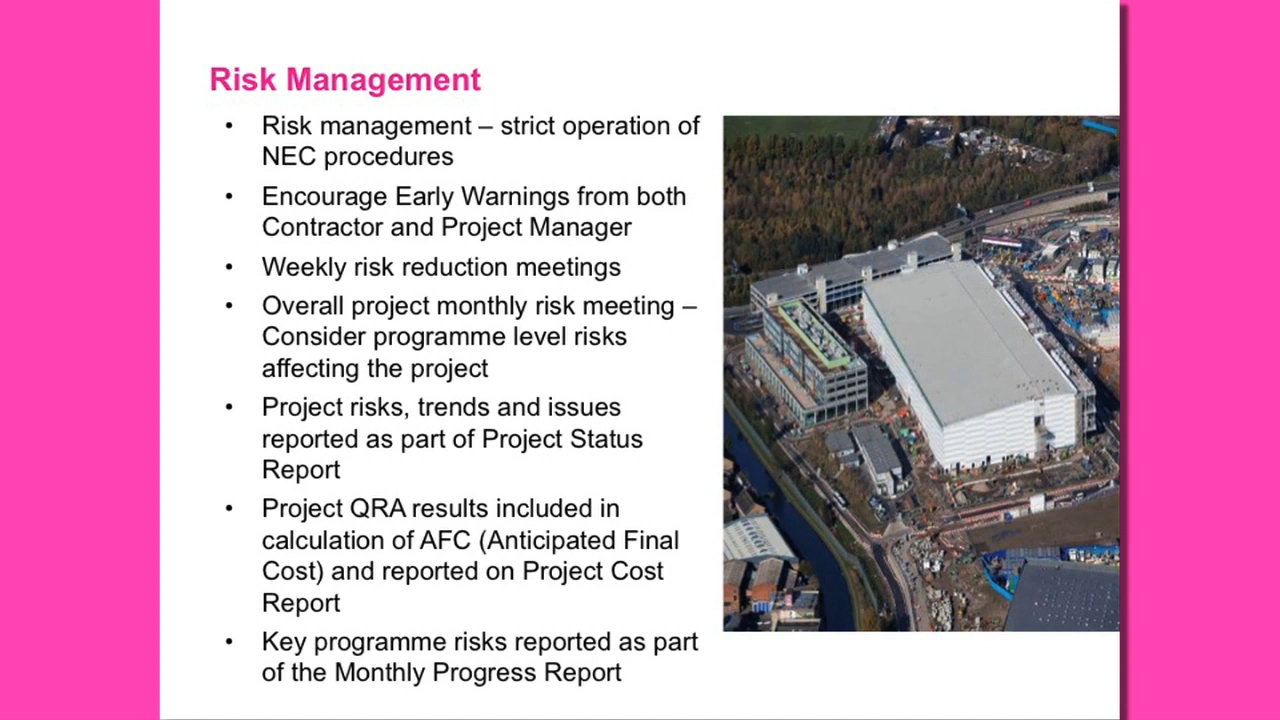 Risk Management
• Risk management – strict operation of
NEC procedures
• Encourage Early Warnings from both
Contractor and Project Manager
• Weekly risk reduction meetings
• Overall project monthly risk meeting –
Consider programme level risks
affecting the project
• Project risks, trends and issues
reported as part of Project Status
Report
• Project QRA results included in
calculation of AFC (Anticipated Final
Cost) and reported on Project Cost
Report
• Key programme risks reported as part
of the Monthly Progress Report